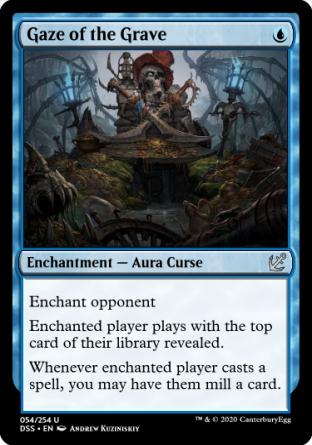 Gaze of the Grave
Enchantment — Aura Curse
Enchant opponent
Enchanted player plays with the top
card of their library revealed.
Whenever enchanted player casts a
spell, you may have them mill a card.
054/254 U
DSS • EN Andrew Kuziniskiy
™ & © 2020 CanterburyEgg